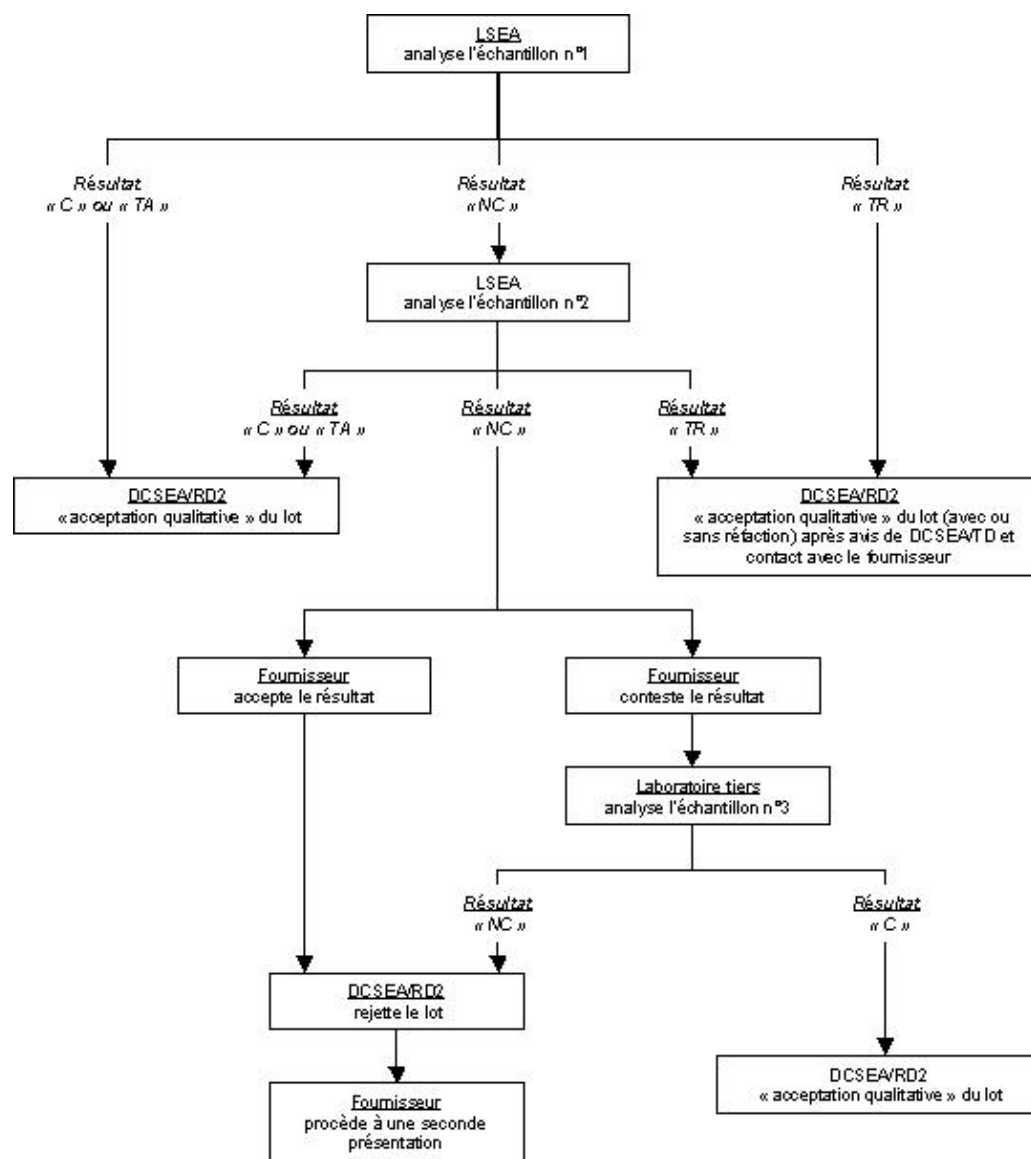 LSEA
analyse l'échantillon n°1
Résultat
« C » ou « TA »
Résultat
« NC »
Résultat
« TR »
LSEA
analyse l'échantillon n°2
Résultat
« C » ou « TA »
Résultat
« NC »
Résultat
« TR »
DCSEA/RD2
« acceptation qualitative » du lot
DCSEA/RD2
« acceptation qualitative » du lot (avec ou
sans réfaction) après avis de DCSEA/TD et
contact avec le fournisseur
Fournisseur
accepte le résultat
Fournisseur
conteste le résultat
Laboratoire tiers
analyse l'échantillon n°3
Résultat
« NC »
Résultat
« C »
DCSEA/RD2
rejette le lot
DCSEA/RD2
« acceptation qualitative » du lot
Fournisseur
procède à une seconde
présentation